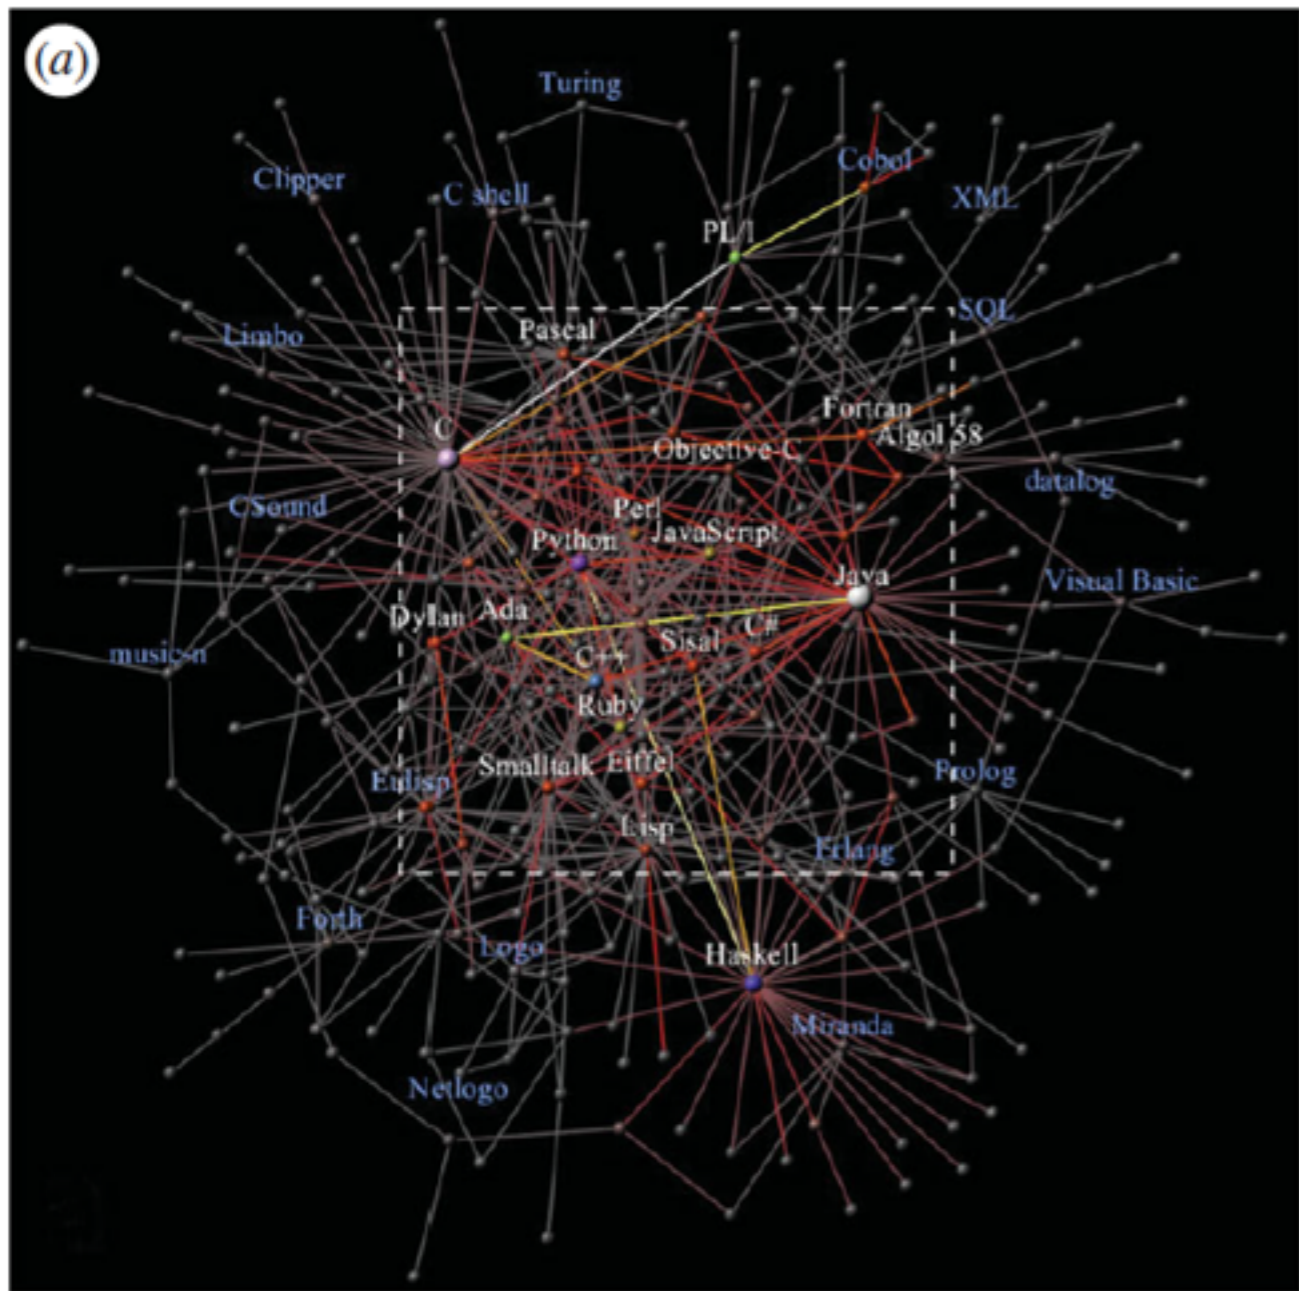 (a)
Turing
Cobol
Clipper
C shell
XML
PL/1
SQL
Limbo
Pascal
Fortran
C
Algol 58
Objective-C
datalog
CSound
Perl
Python
JavaScript
Java
Visual Basic
Dylan
Ada
C#
music-n
C++
Sisal
Ruby
Smalltalk
Eiffel
Prolog
Eulisp
Lisp
Erlang
Forth
Logo
Haskell
Miranda
Netlogo